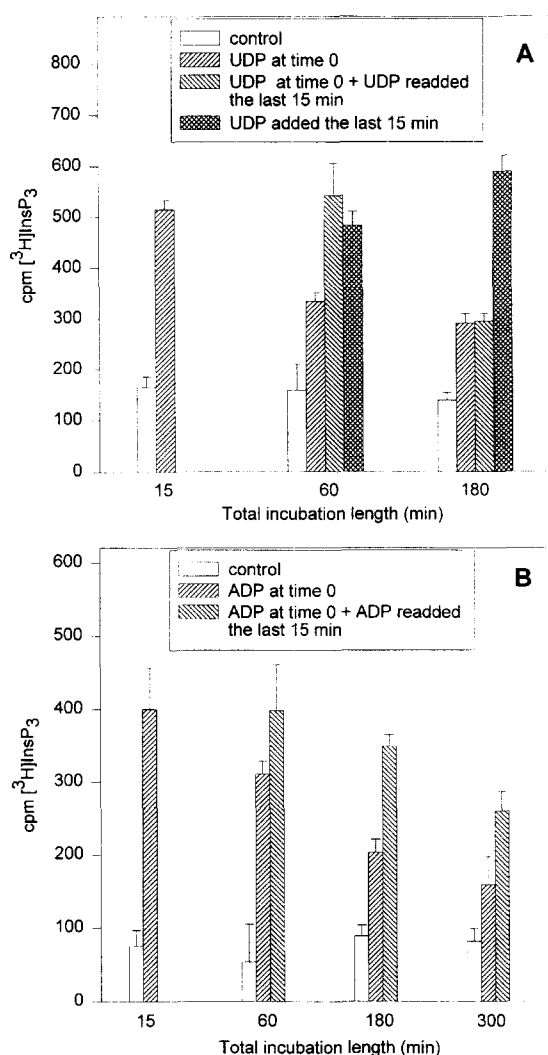 A
control
UDP at time 0
UDP at time 0 + UDP readded
the last 15 min
UDP added the last 15 min
800
700
600
500
400
300
200
100
0
cpm [³H]InsP₃
15
60
180
Total incubation length (min)
B
control
ADP at time 0
ADP at time 0 + ADP readded
the last 15 min
600
500
400
300
200
100
0
cpm [³H]InsP₃
15
60
180
300
Total incubation length (min)